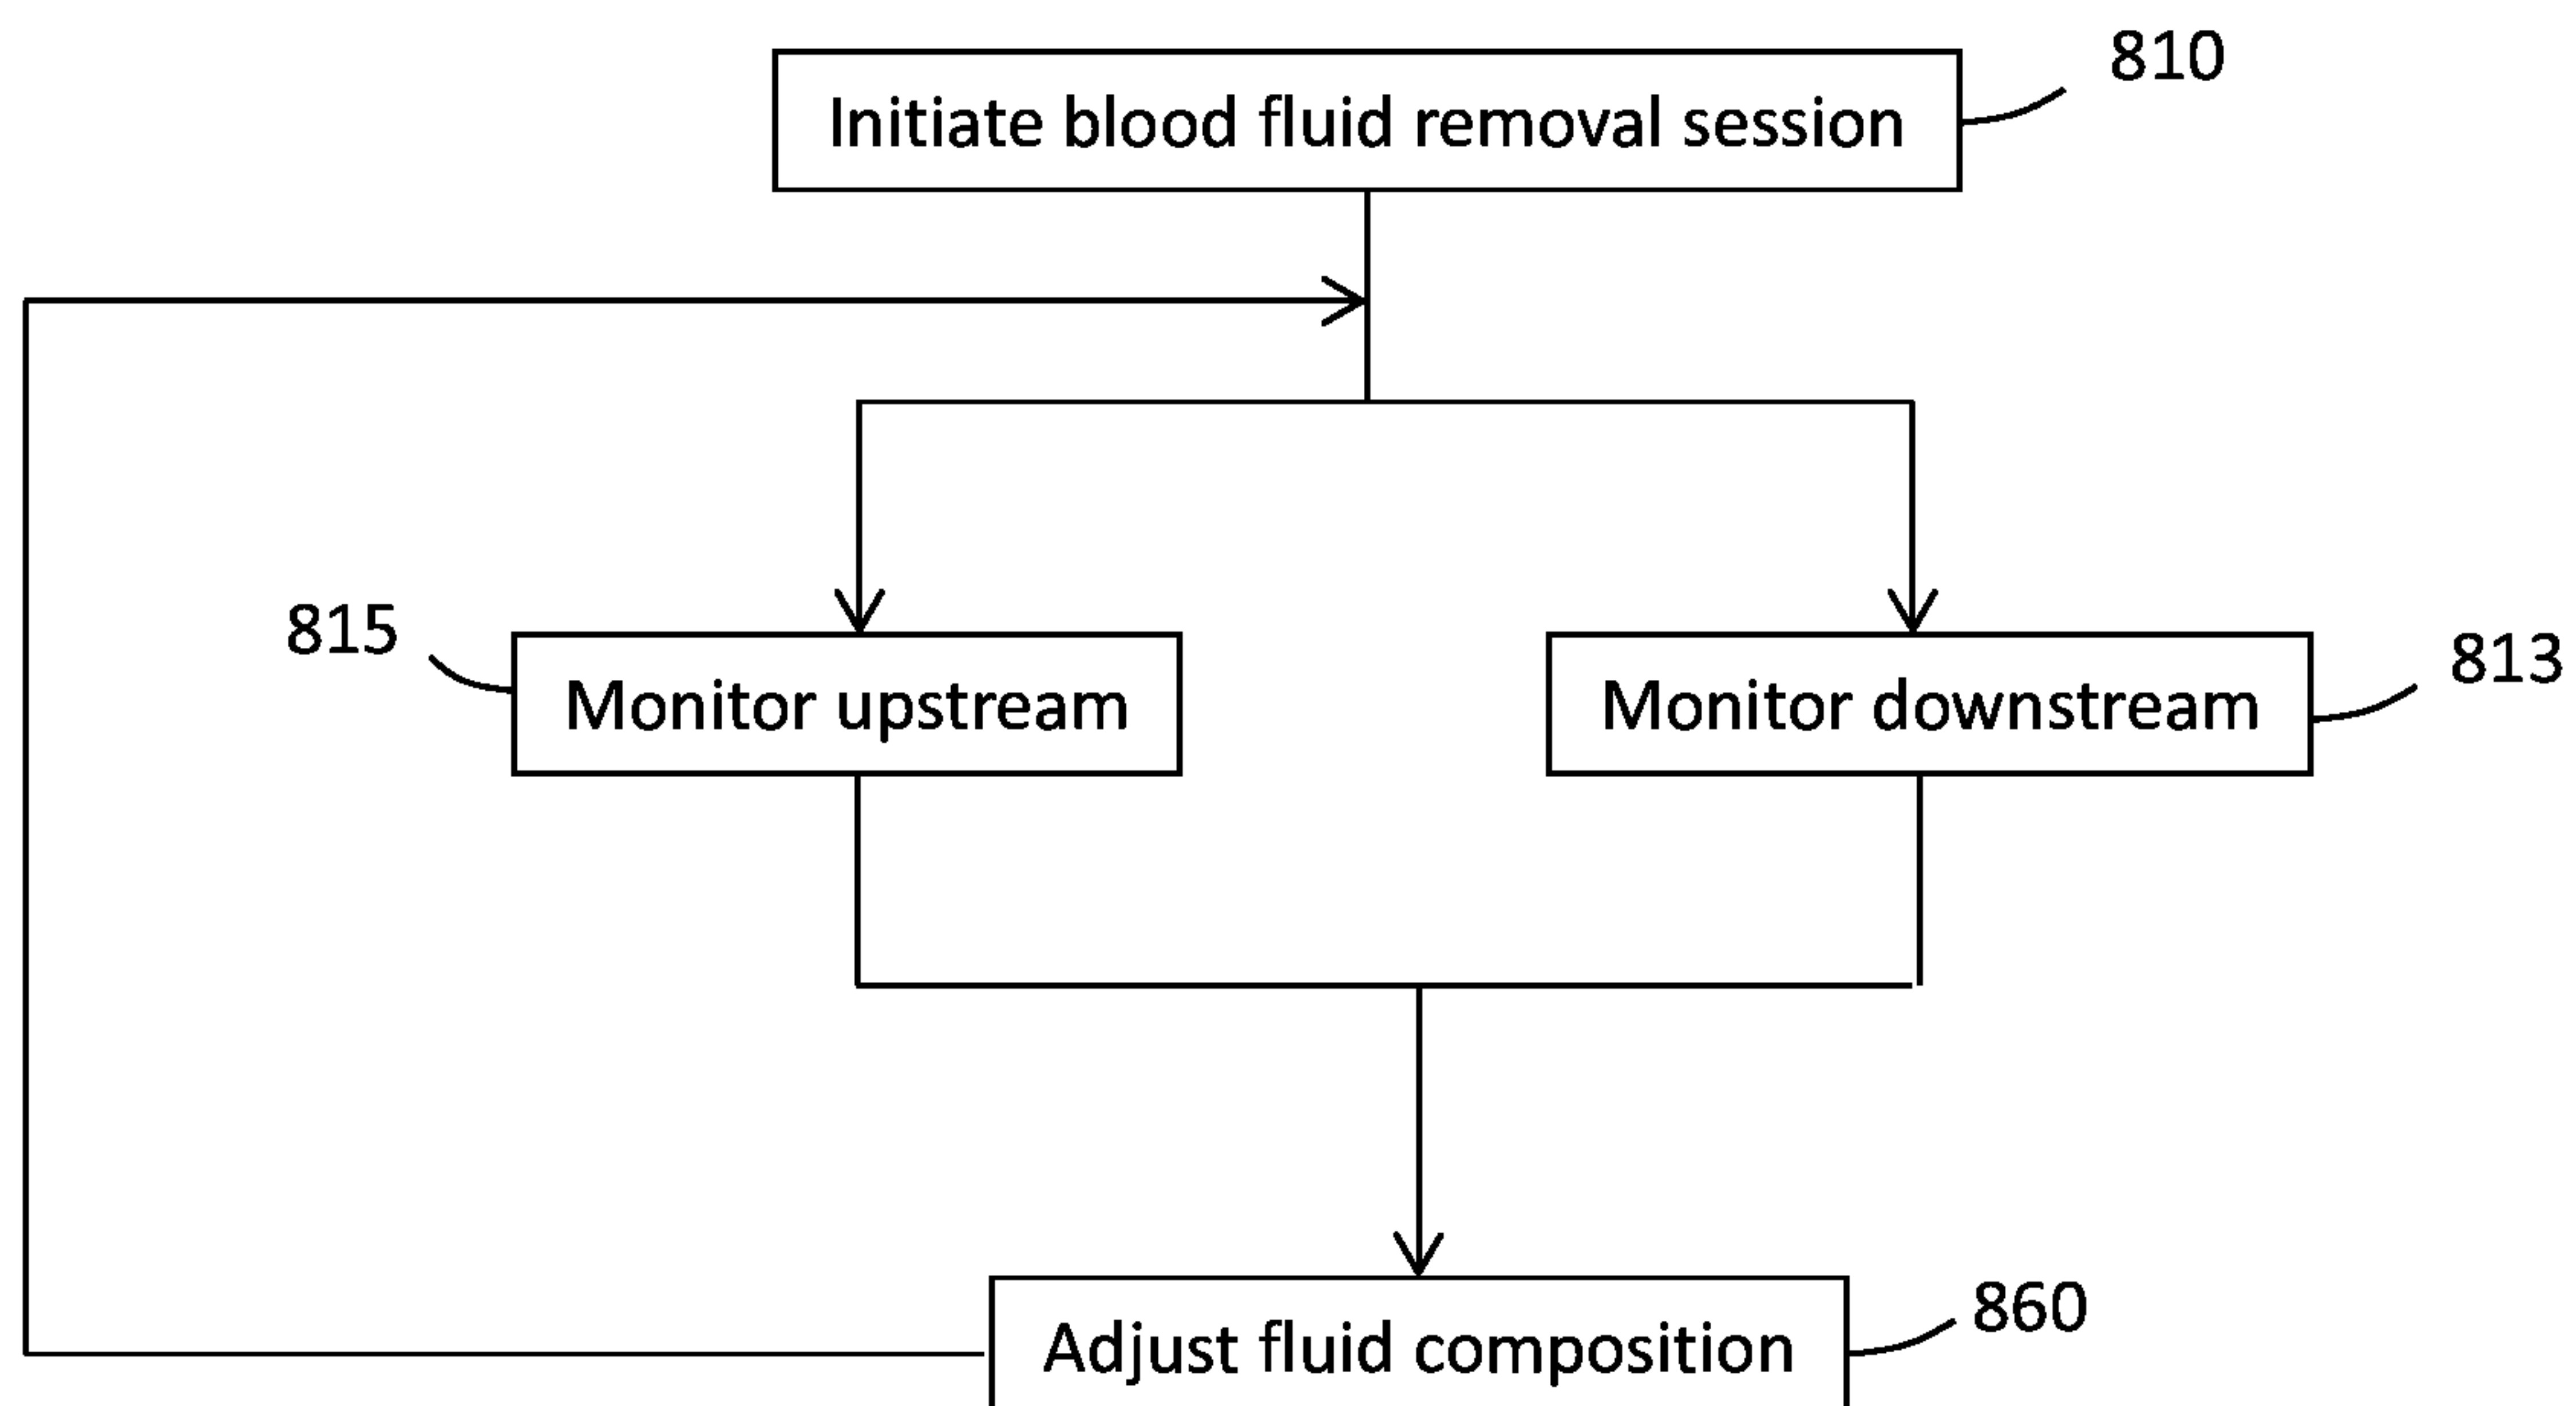 810
Initiate blood fluid removal session
815
Monitor upstream
Monitor downstream
813
860
Adjust fluid composition